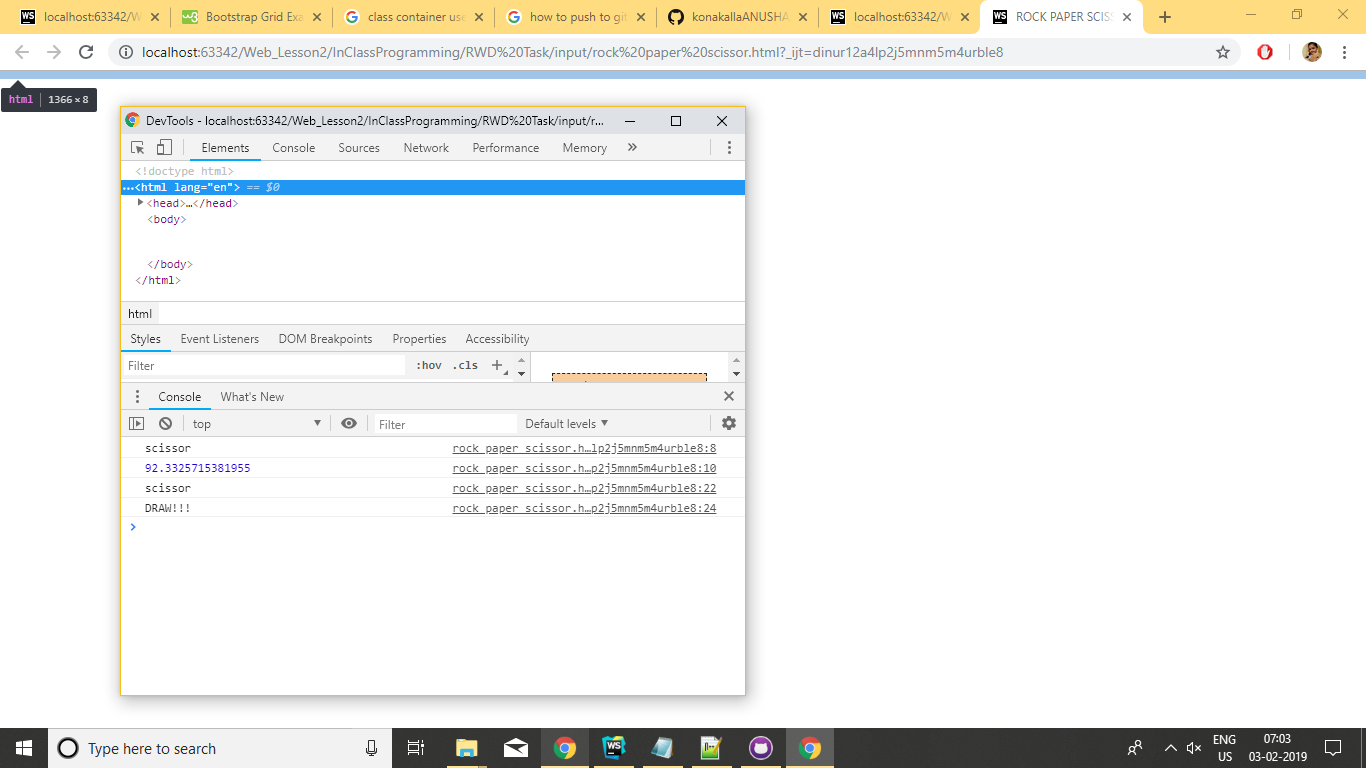 WS localhost:63342/W
w3 Bootstrap Grid Exa
class container use
how to push to git
konakallaANUSHA
WS localhost:63342/W
WS ROCK PAPER SCISS
localhost:63342/Web_Lesson2/InClassProgramming/RWD%20Task/input/rock%20paper%20scissor.html?_ijt=dinur12a4lp2j5mnm5m4urble8
html 1366 × 8
DevTools - localhost:63342/Web_Lesson2/InClassProgramming/RWD%20Task/input/r...
Elements Console Sources Network Performance Memory »
<!doctype html>
...<html lang="en"> == $0
<head>…</head>
<body>
</body>
</html>
html
Styles Event Listeners DOM Breakpoints Properties Accessibility
Filter :hov .cls +
Console What's New
top Filter Default levels
scissor rock paper scissor.h…lp2j5mnm5m4urble8:8
92.3325715381955 rock paper scissor.h…p2j5mnm5m4urble8:10
scissor rock paper scissor.h…p2j5mnm5m4urble8:22
DRAW!!! rock paper scissor.h…p2j5mnm5m4urble8:24
>
Type here to search
WS
ENG
US
07:03
03-02-2019